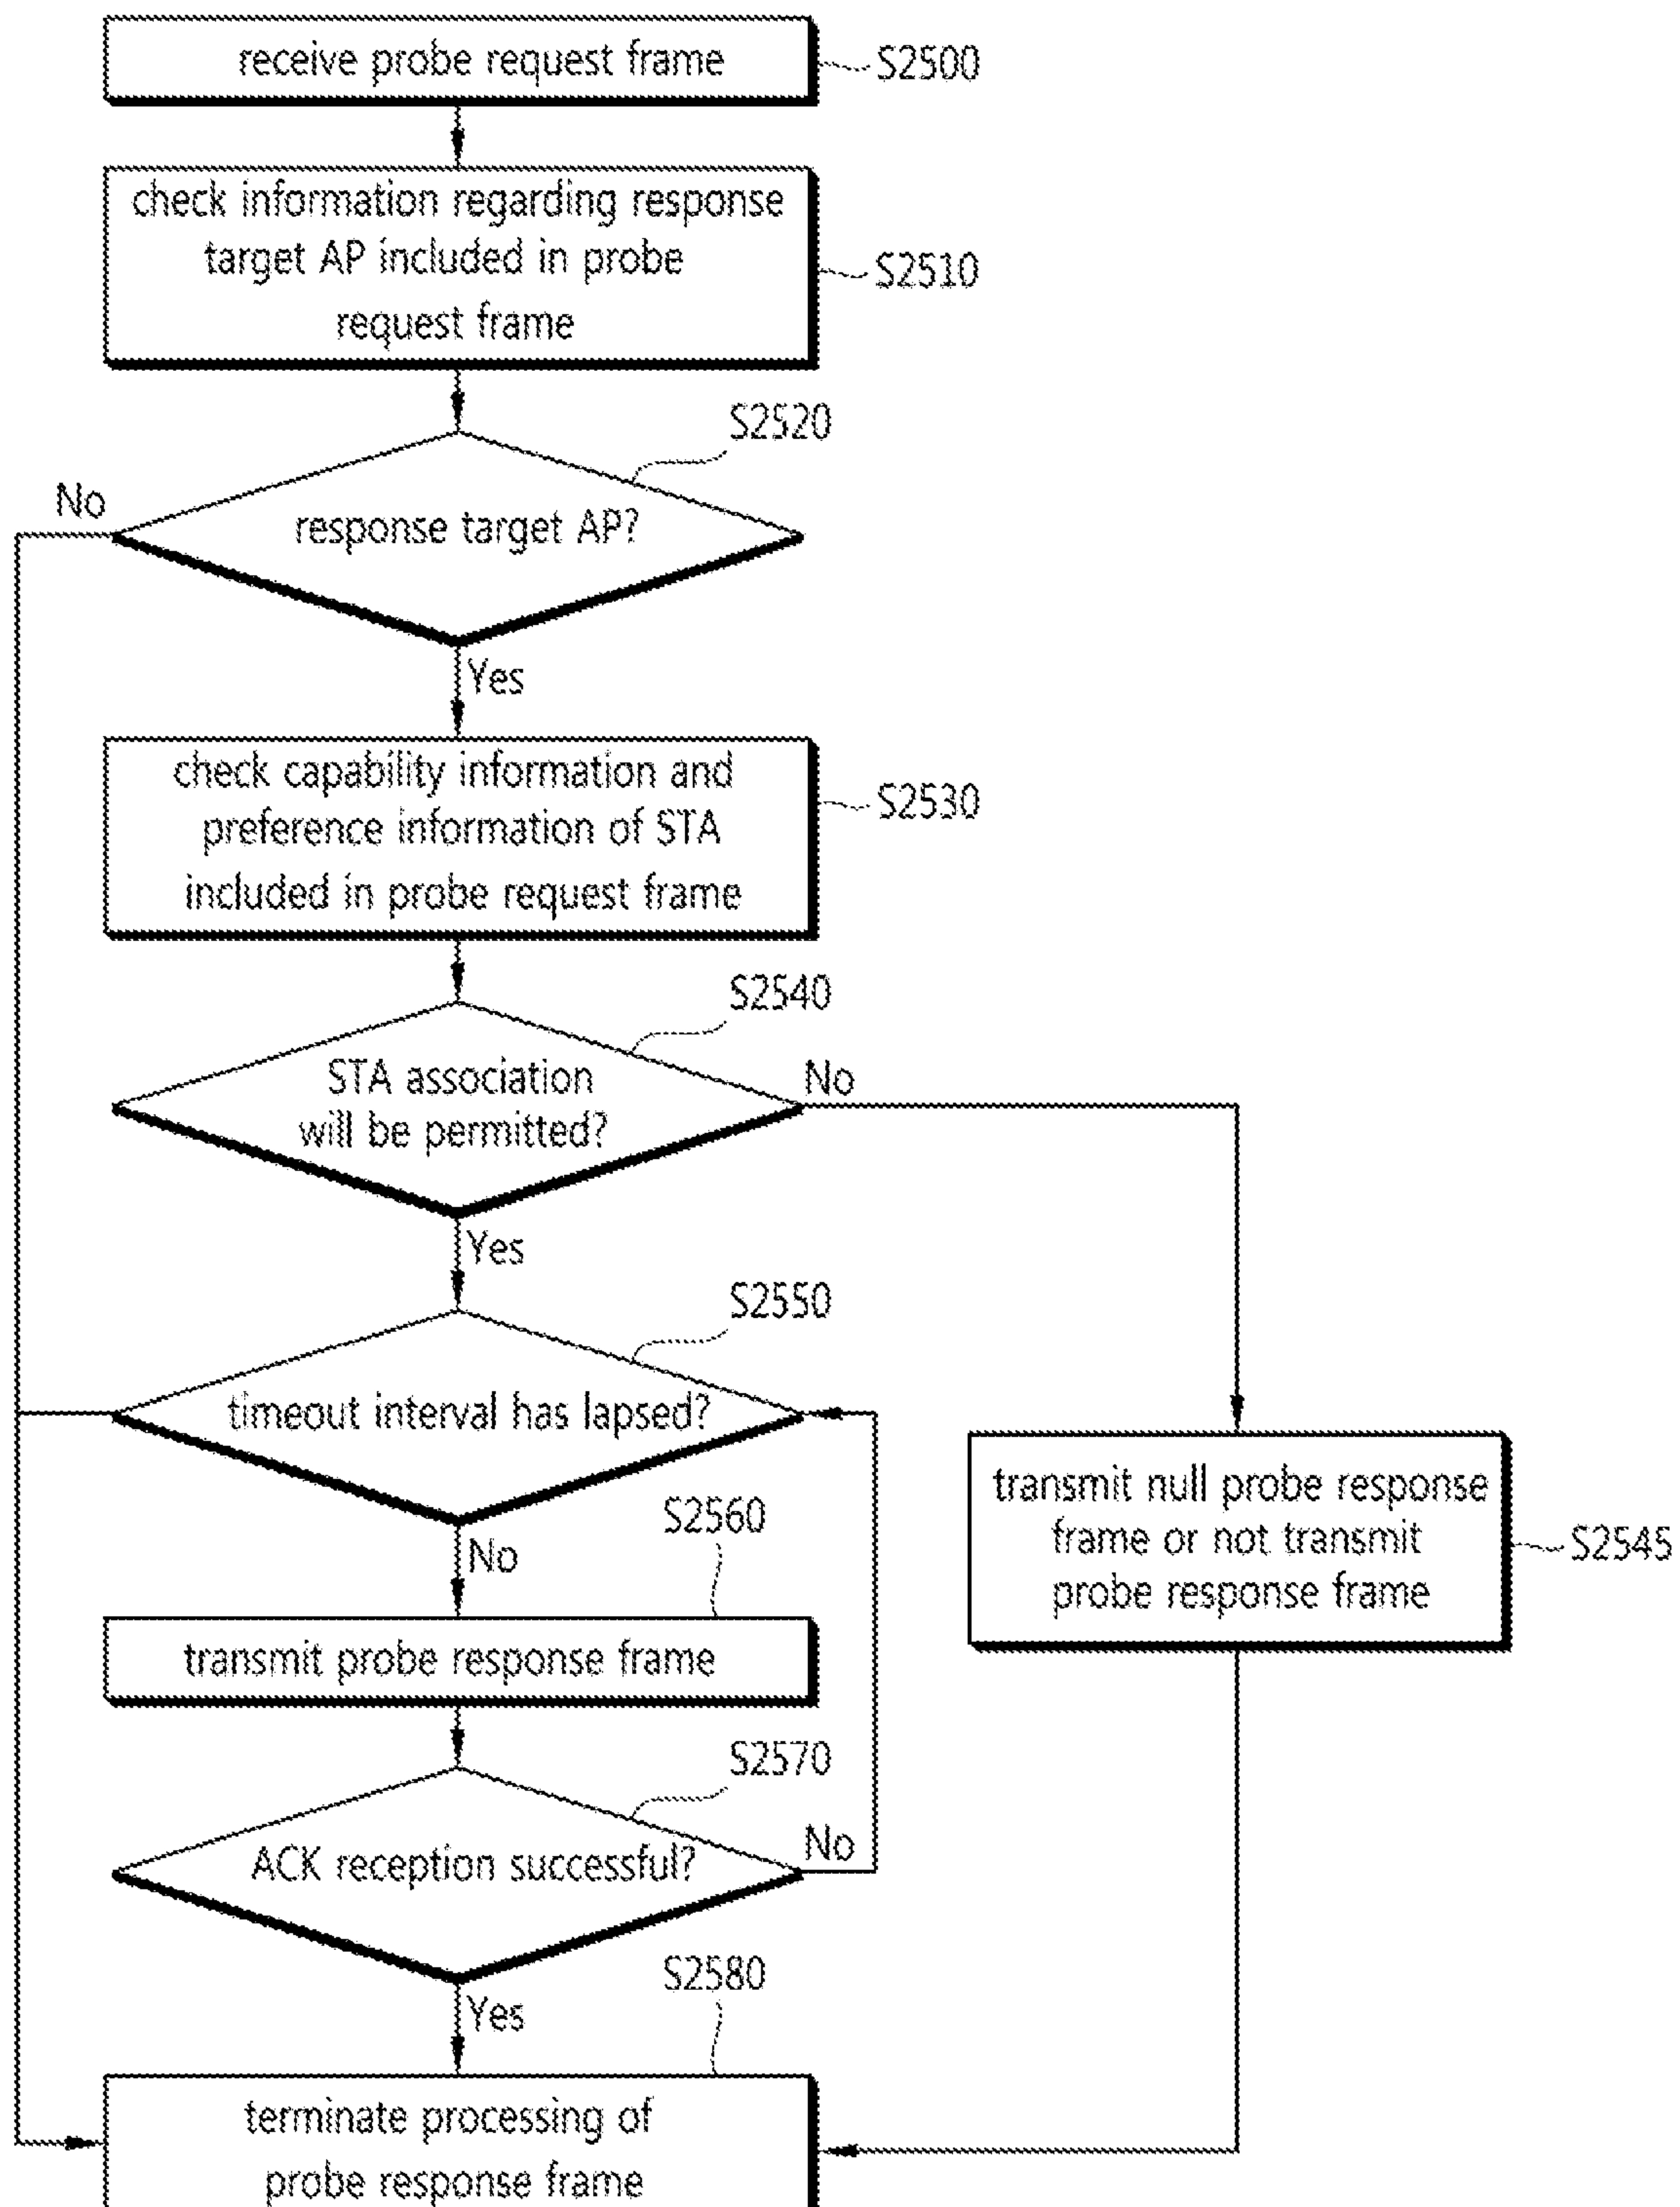 receive probe request frame
S2500
check information regarding response
target AP included in probe
request frame
S2510
S2520
No
response target AP?
Yes
check capability information and
preference information of STA
included in probe request frame
S2530
S2540
STA association
will be permitted?
No
Yes
S2550
timeout interval has lapsed?
No
transmit null probe response
frame or not transmit
probe response frame
S2545
S2560
transmit probe response frame
S2570
ACK reception successful?
No
Yes
S2580
terminate processing of
probe response frame